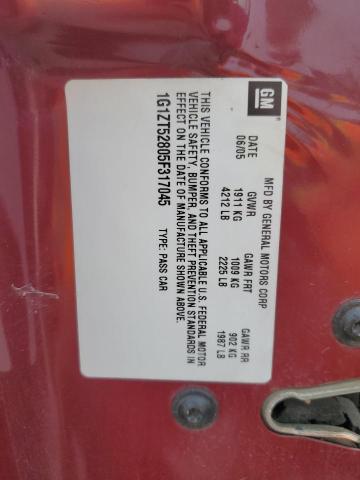 GM
MFD BY GENERAL MOTORS CORP
DATE GVWR GAWR FRT GAWR RR
06/05 1911 KG 1009 KG 902 KG
4212 LB 2225 LB 1987 LB
THIS VEHICLE CONFORMS TO ALL APPLICABLE U.S. FEDERAL MOTOR
VEHICLE SAFETY, BUMPER, AND THEFT PREVENTION STANDARDS IN
EFFECT ON THE DATE OF MANUFACTURE SHOWN ABOVE.
1G1ZT52805F317045 TYPE: PASS CAR